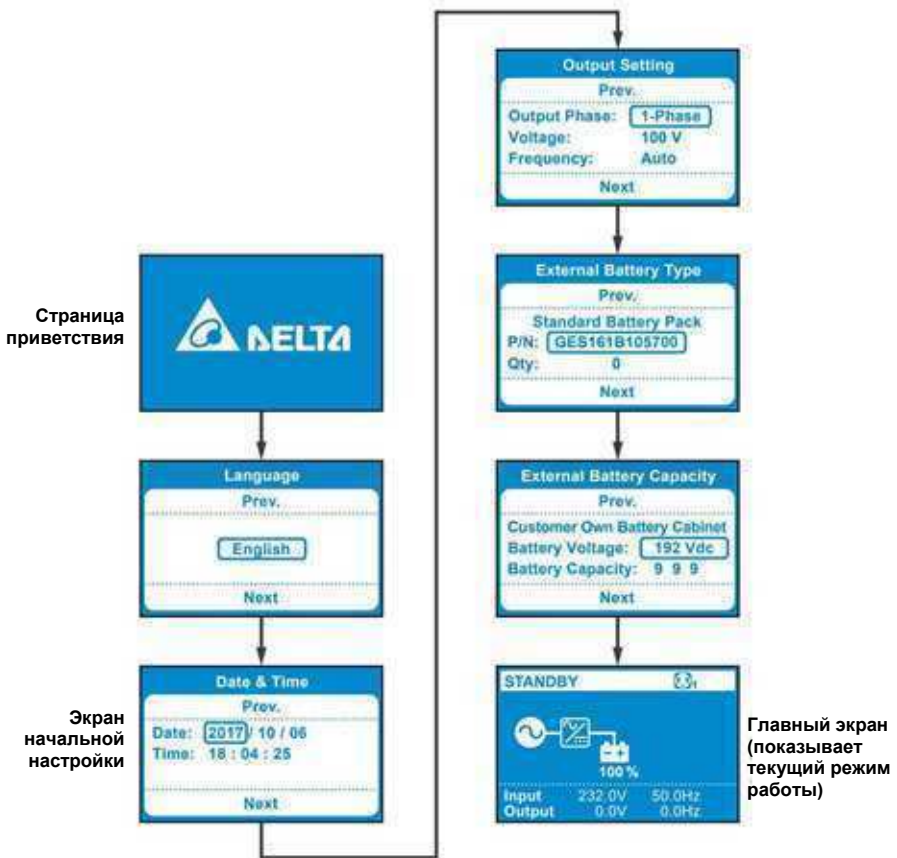 Страница
приветствия
DELTA
Language
Prev.
English
Next
Экран
начальной
настройки
Date & Time
Prev.
Date: 2017 / 10 / 06
Time: 18 : 04 : 25
Next
Output Setting
Prev.
Output Phase: 1-Phase
Voltage: 100 V
Frequency: Auto
Next
External Battery Type
Prev.
Standard Battery Pack
P/N: GES161B105700
Qty: 0
Next
External Battery Capacity
Prev.
Customer Own Battery Cabinet
Battery Voltage: 192 Vdc
Battery Capacity: 9 9 9
Next
STANDBY
100 %
Input 232.0V 50.0Hz
Output 0.0V 0.0Hz
Главный экран
(показывает
текущий режим
работы)